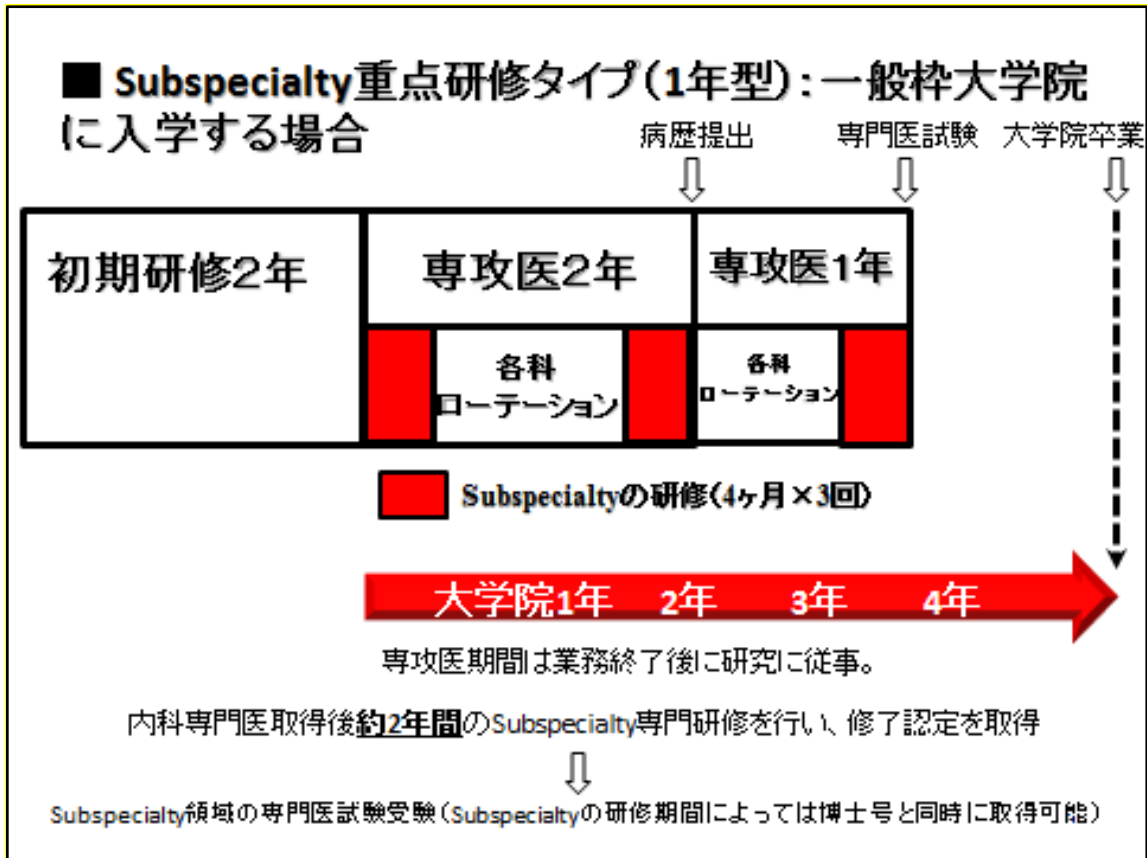 ■ Subspecialty重点研修タイプ(1年型):一般枠大学院
に入学する場合
病歴提出
専門医試験
大学院卒業
初期研修2年
専攻医2年
専攻医1年
各科
ローテーション
各科
ローテーション
Subspecialtyの研修(4ヶ月×3回)
大学院1年 2年 3年 4年
専攻医期間は業務終了後に研究に従事。
内科専門医取得後約2年間のSubspecialty専門研修を行い、修了認定を取得
Subspecialty領域の専門医試験受験(Subspecialtyの研修期間によっては博士号と同時に取得可能)